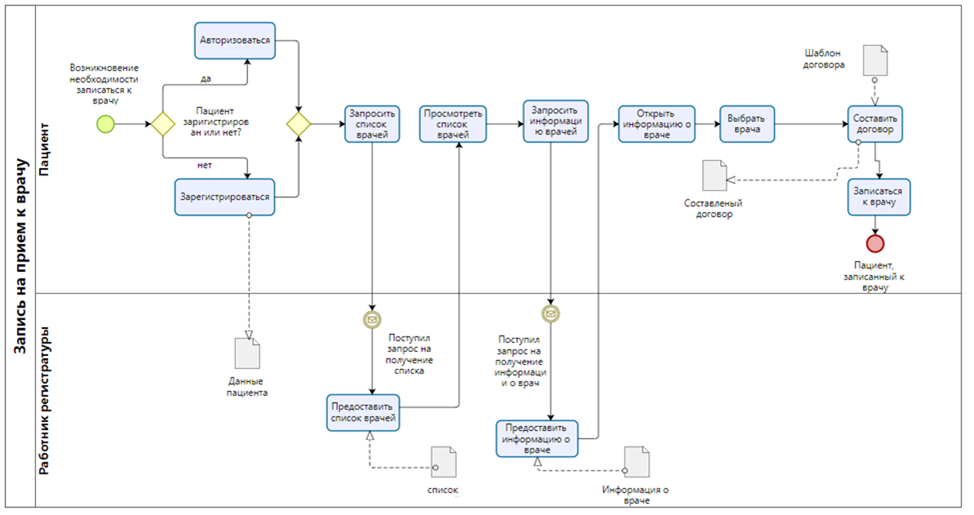 Запись на прием к врачу
Пациент
Возникновение
необходимости
записаться к
врачу
да
Авторизоваться
Пациент
заригистриров
ан или нет?
нет
Зарегистрироваться
Данные
пациента
Запросить
список
врачей
Просмотреть
список
врачей
Запросить
информаци
ю врачей
Открыть
информацию о
враче
Выбрать
врача
Шаблон
договора
Составить
договор
Составленый
договор
Записаться
к врачу
Пациент,
записанный к
врачу
Работник регистратуры
Поступил
запрос на
получение
списка
Предоставить
список врачей
список
Поступил
запрос на
получение
информаци
и о врач
Предоставить
информацию о
враче
Информация о
враче